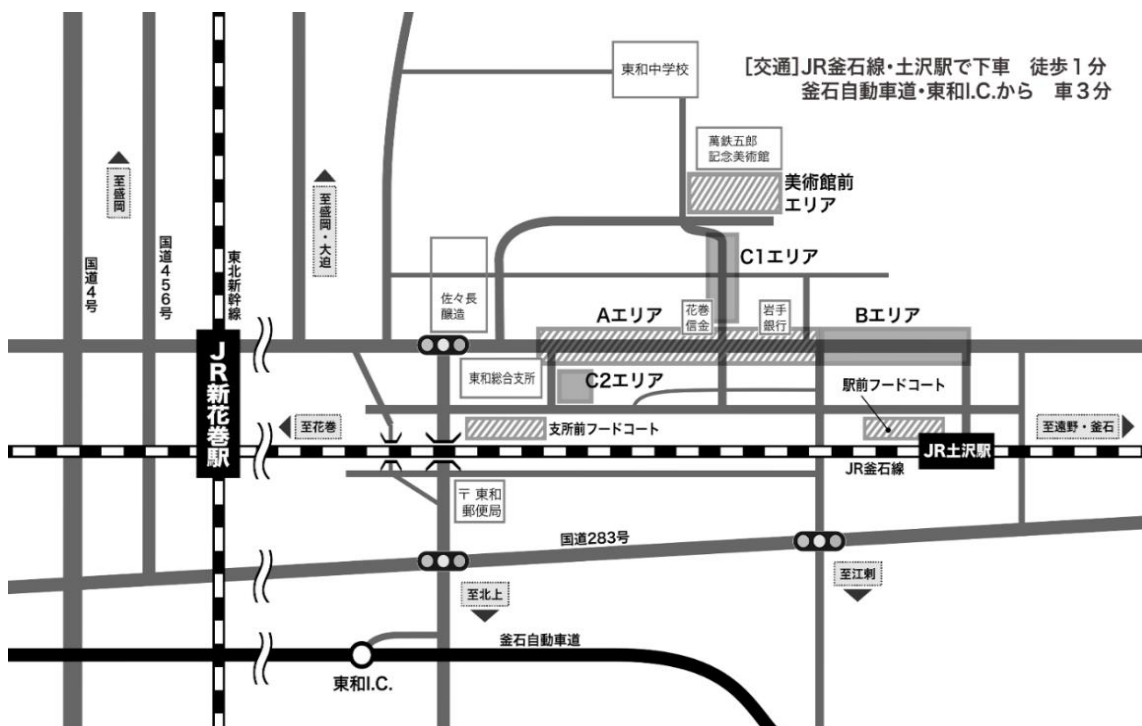 [交通]JR釜石線・土沢駅で下車　徒歩1分
釜石自動車道・東和I.C.から　車3分
東和中学校
萬鉄五郎
記念美術館
美術館前
エリア
至盛岡
至盛岡・大迫
国道4号
国道456号
東北新幹線
佐々長
醸造
C1エリア
Aエリア
花巻
信金
岩手
銀行
Bエリア
JR新花巻駅
東和総合支所
C2エリア
駅前フードコート
至花巻
支所前フードコート
至遠野・釜石
JR土沢駅
JR釜石線
〒 東和
郵便局
国道283号
至北上
至江刺
釜石自動車道
東和I.C.